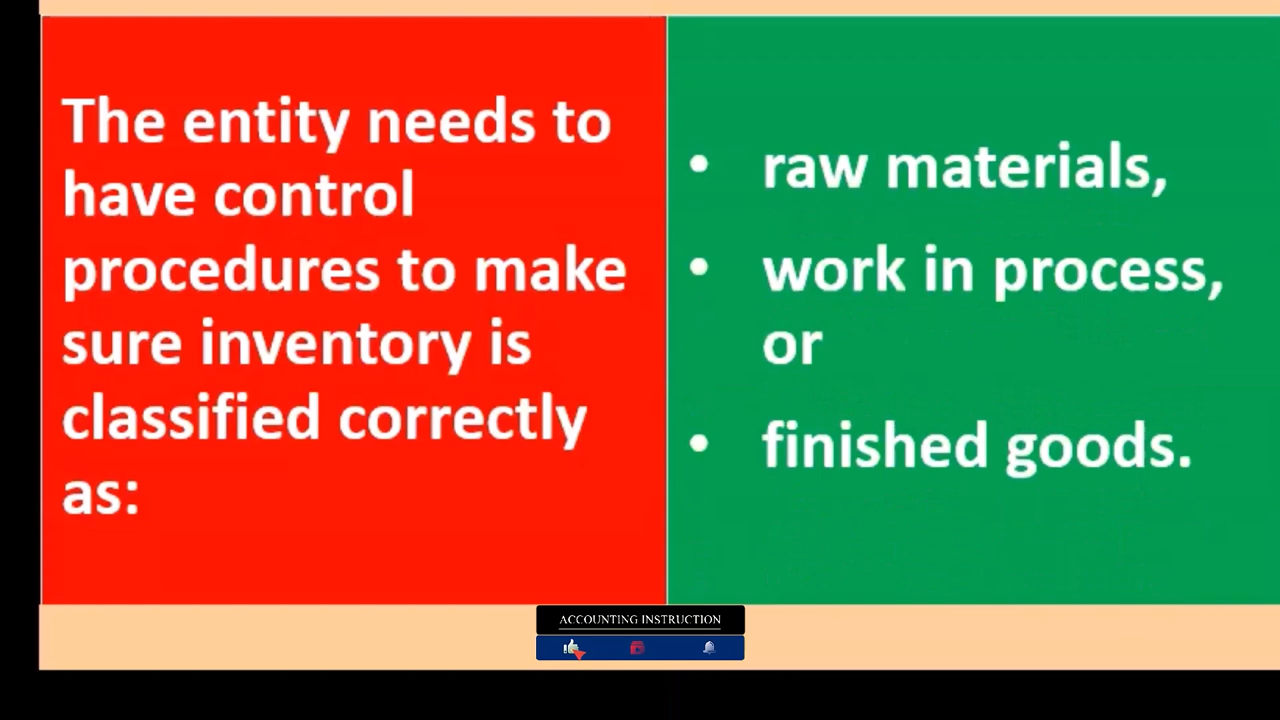 The entity needs to
have control
procedures to make
sure inventory is
classified correctly
as:
• raw materials,
• work in process,
or
• finished goods.
ACCOUNTING INSTRUCTION